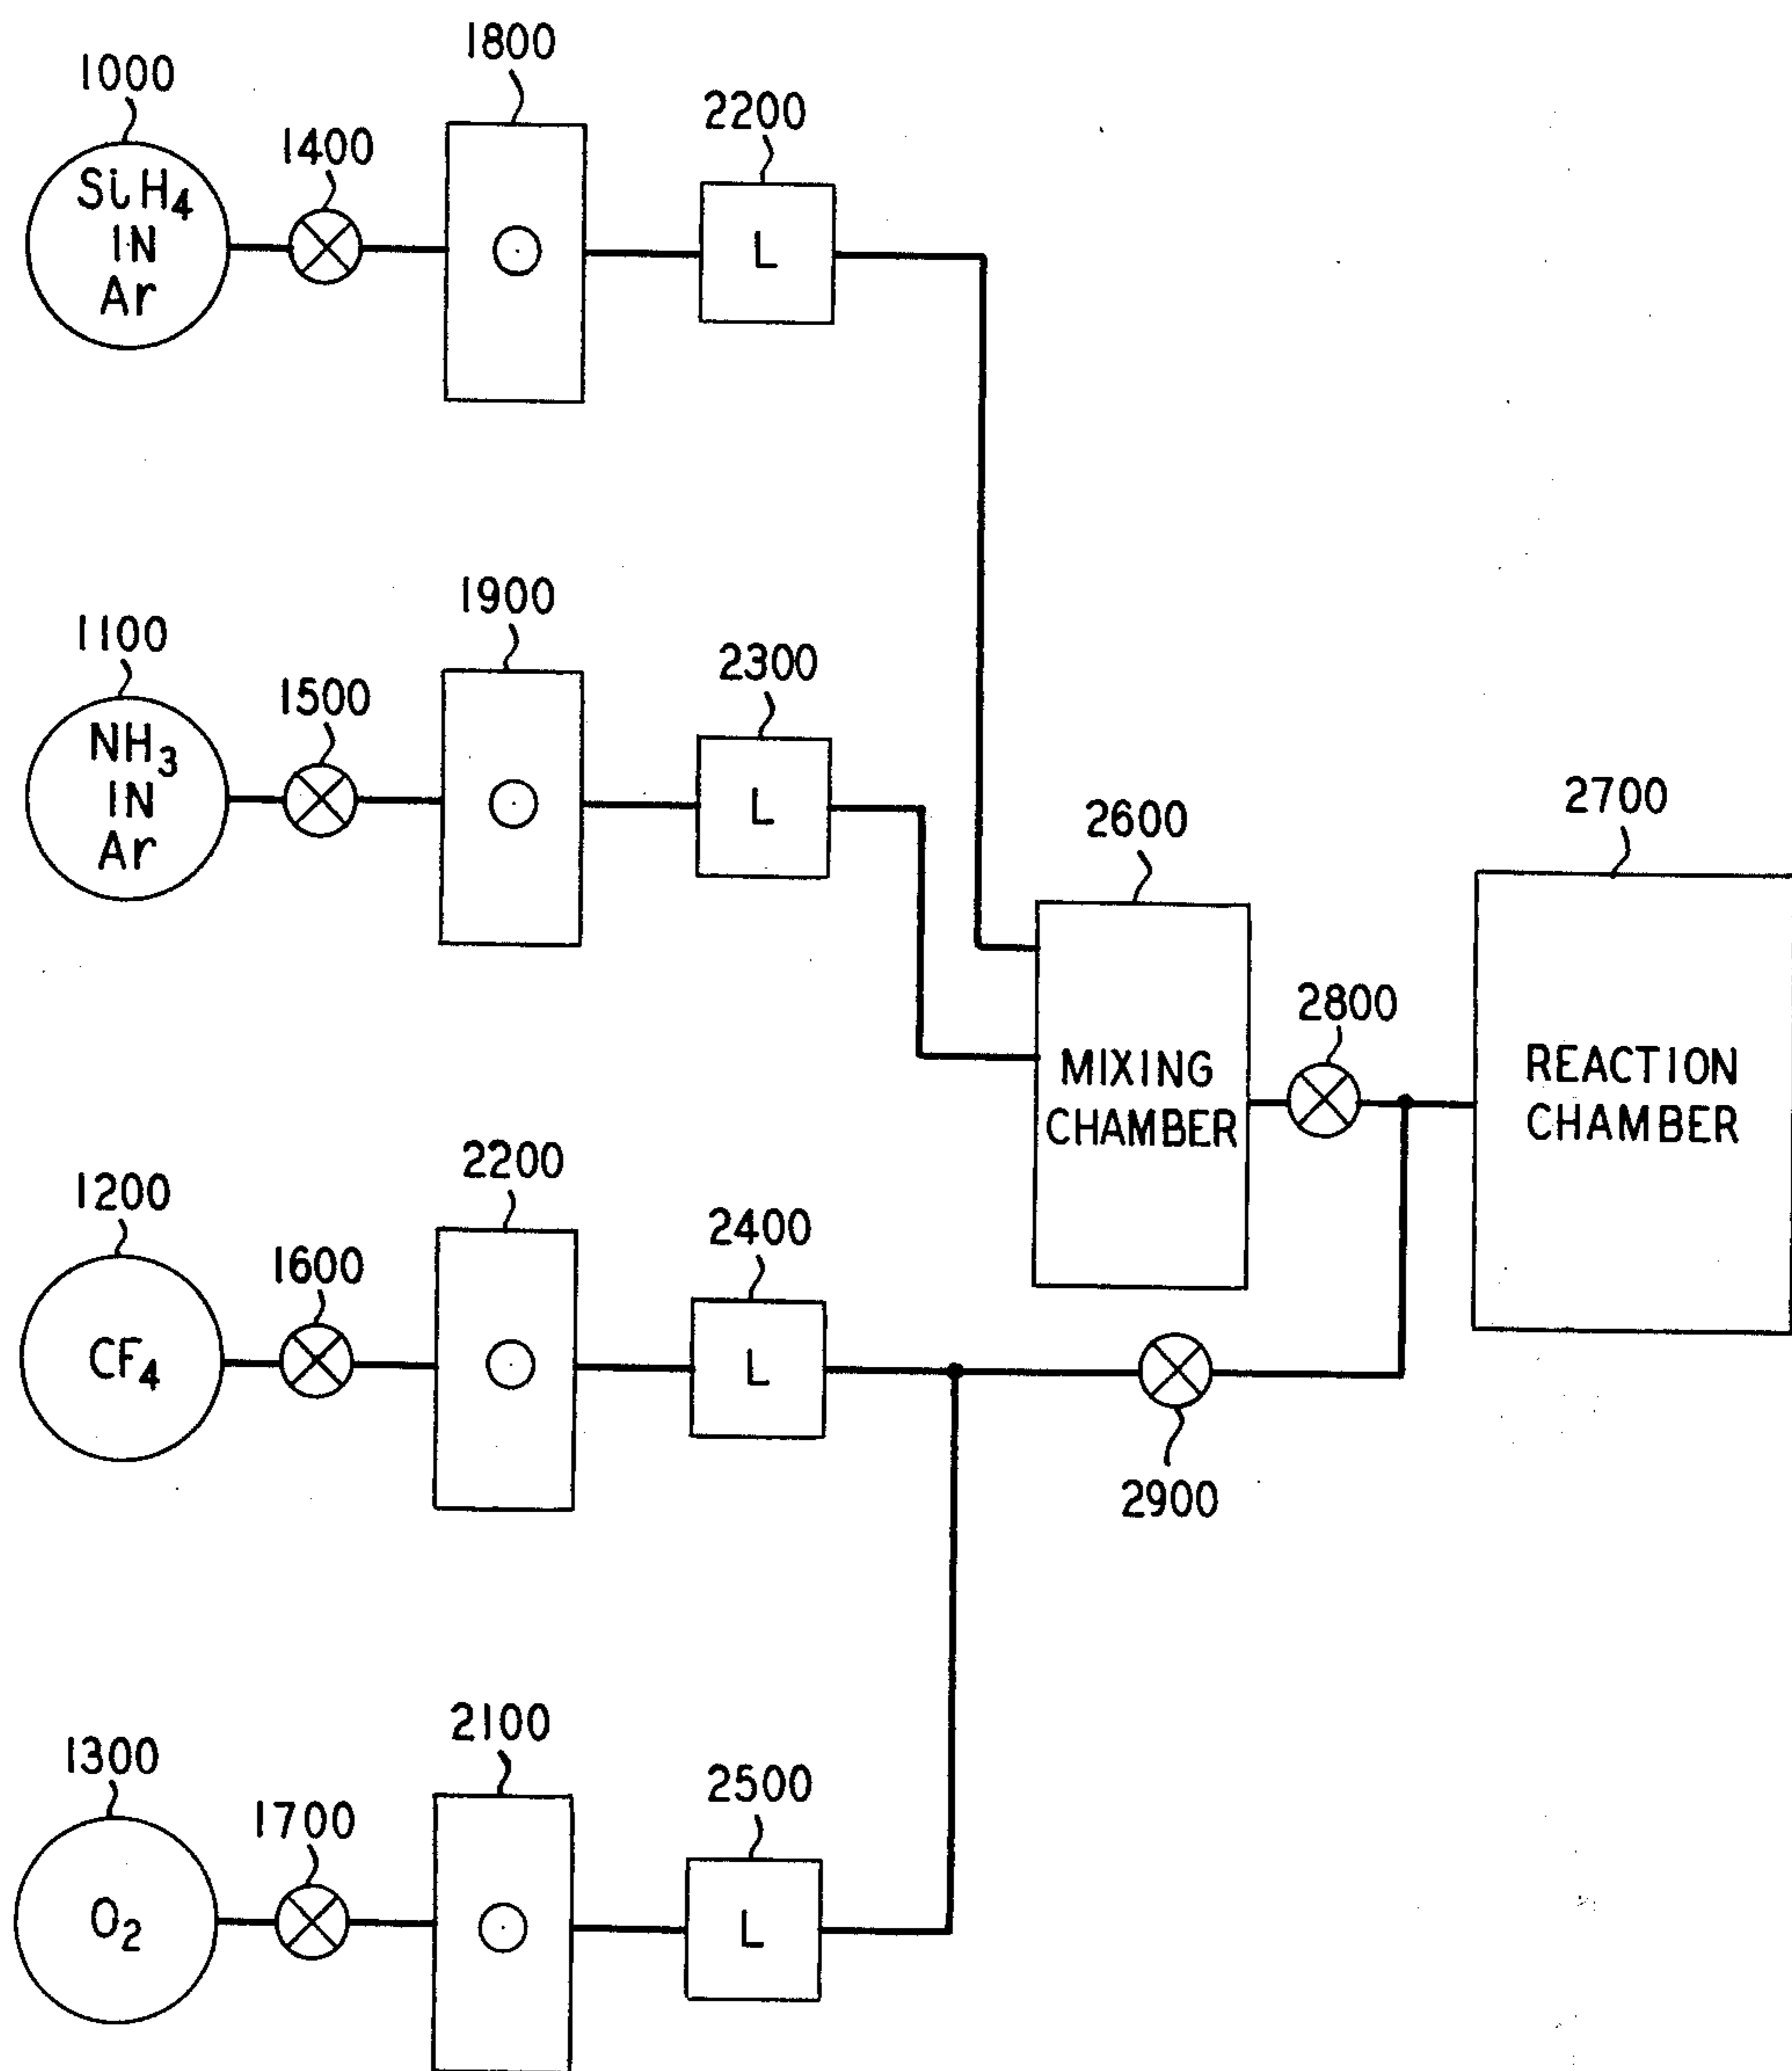 1000
1800
1400
2200
SiH4
IN
Ar
L
1100
1900
1500
2300
NH3
IN
Ar
L
2600
2700
2800
MIXING
CHAMBER
REACTION
CHAMBER
1200
2200
1600
2400
CF4
L
2900
1300
2100
1700
2500
O2
L